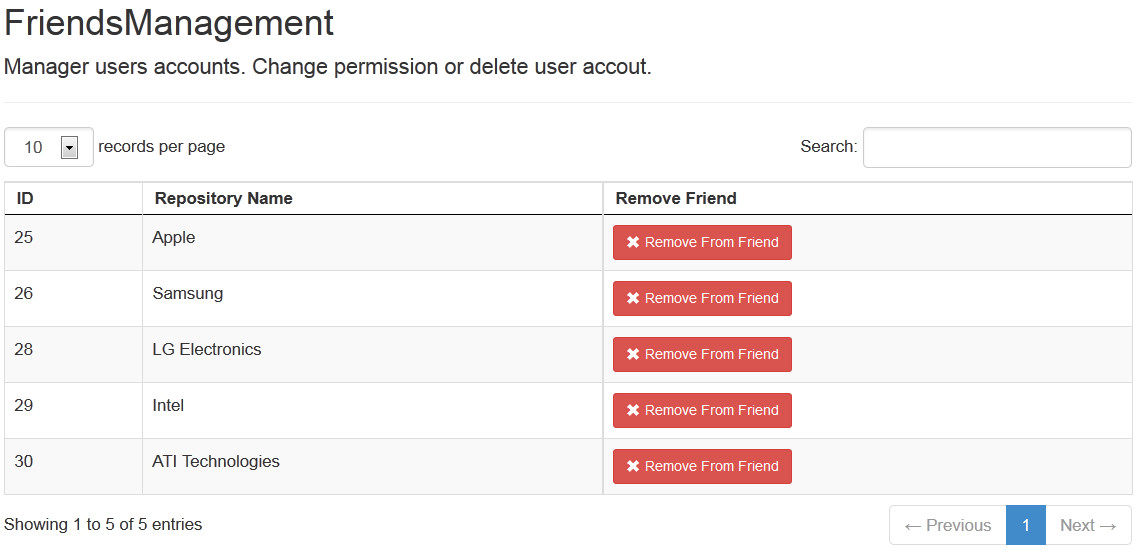 FriendsManagement
Manager users accounts. Change permission or delete user accout.
10 records per page Search:
ID Repository Name Remove Friend
25 Apple ✖ Remove From Friend
26 Samsung ✖ Remove From Friend
28 LG Electronics ✖ Remove From Friend
29 Intel ✖ Remove From Friend
30 ATI Technologies ✖ Remove From Friend
Showing 1 to 5 of 5 entries ← Previous 1 Next →